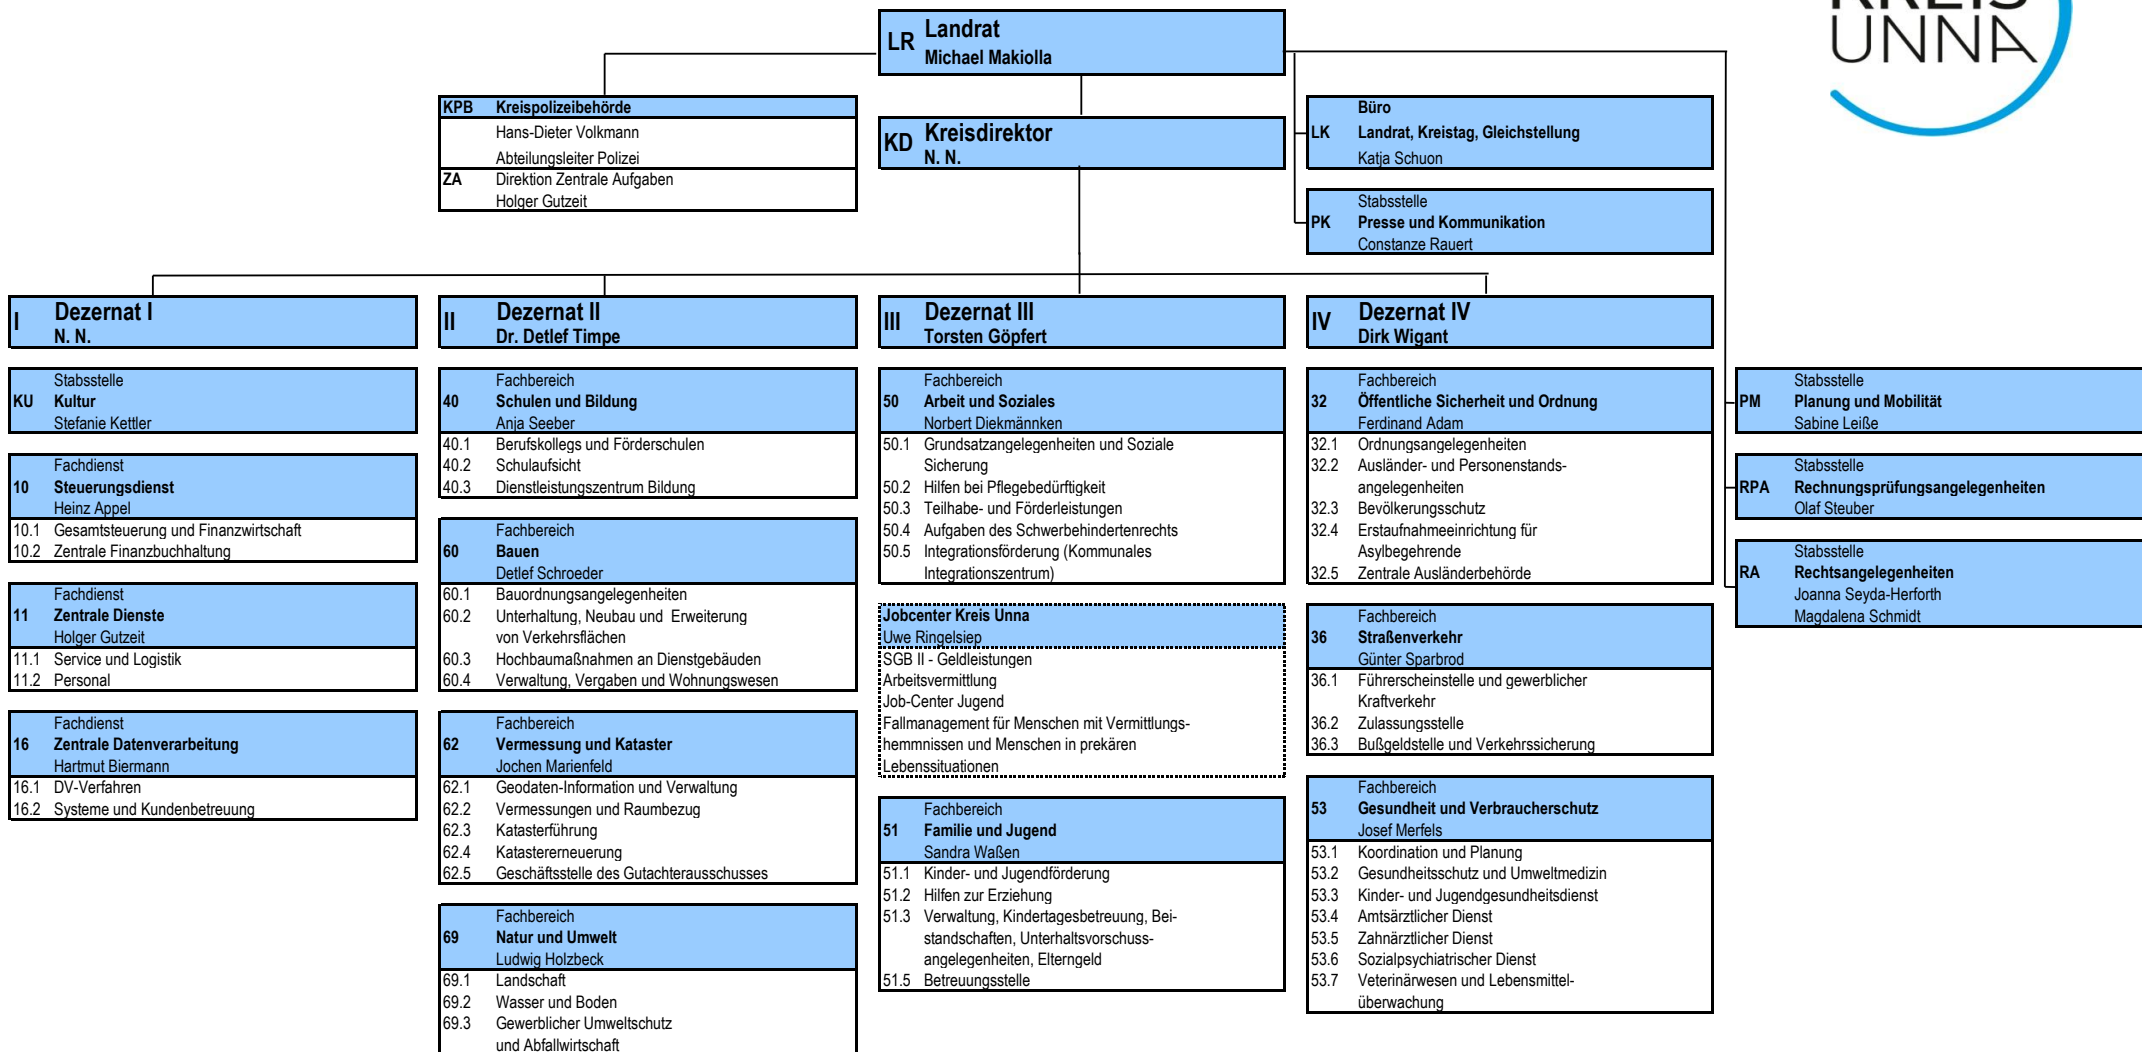 KREIS
UNNA
LR Landrat
Michael Makiolla
KPB Kreispolizeibehörde
Hans-Dieter Volkmann
Abteilungsleiter Polizei
ZA Direktion Zentrale Aufgaben
Holger Gutzeit
KD Kreisdirektor
N. N.
Büro
LK Landrat, Kreistag, Gleichstellung
Katja Schuon
Stabsstelle
PK Presse und Kommunikation
Constanze Rauert
I Dezernat I
N. N.
Stabsstelle
KU Kultur
Stefanie Kettler
Fachdienst
10 Steuerungsdienst
Heinz Appel
10.1 Gesamtsteuerung und Finanzwirtschaft
10.2 Zentrale Finanzbuchhaltung
Fachdienst
11 Zentrale Dienste
Holger Gutzeit
11.1 Service und Logistik
11.2 Personal
Fachdienst
16 Zentrale Datenverarbeitung
Hartmut Biermann
16.1 DV-Verfahren
16.2 Systeme und Kundenbetreuung
II Dezernat II
Dr. Detlef Timpe
Fachbereich
40 Schulen und Bildung
Anja Seeber
40.1 Berufskollegs und Förderschulen
40.2 Schulaufsicht
40.3 Dienstleistungszentrum Bildung
Fachbereich
60 Bauen
Detlef Schroeder
60.1 Bauordnungsangelegenheiten
60.2 Unterhaltung, Neubau und Erweiterung
von Verkehrsflächen
60.3 Hochbaumaßnahmen an Dienstgebäuden
60.4 Verwaltung, Vergaben und Wohnungswesen
Fachbereich
62 Vermessung und Kataster
Jochen Marienfeld
62.1 Geodaten-Information und Verwaltung
62.2 Vermessungen und Raumbezug
62.3 Katasterführung
62.4 Katastererneuerung
62.5 Geschäftsstelle des Gutachterausschusses
Fachbereich
69 Natur und Umwelt
Ludwig Holzbeck
69.1 Landschaft
69.2 Wasser und Boden
69.3 Gewerblicher Umweltschutz
und Abfallwirtschaft
III Dezernat III
Torsten Göpfert
Fachbereich
50 Arbeit und Soziales
Norbert Diekmännken
50.1 Grundsatzangelegenheiten und Soziale
Sicherung
50.2 Hilfen bei Pflegebedürftigkeit
50.3 Teilhabe- und Förderleistungen
50.4 Aufgaben des Schwerbehindertenrechts
50.5 Integrationsförderung (Kommunales
Integrationszentrum)
Jobcenter Kreis Unna
Uwe Ringelsiep
SGB II - Geldleistungen
Arbeitsvermittlung
Job-Center Jugend
Fallmanagement für Menschen mit Vermittlungs-
hemmnissen und Menschen in prekären
Lebenssituationen
Fachbereich
51 Familie und Jugend
Sandra Waßen
51.1 Kinder- und Jugendförderung
51.2 Hilfen zur Erziehung
51.3 Verwaltung, Kindertagesbetreuung, Bei-
standschaften, Unterhaltsvorschuss-
angelegenheiten, Elterngeld
51.5 Betreuungsstelle
IV Dezernat IV
Dirk Wigant
Fachbereich
32 Öffentliche Sicherheit und Ordnung
Ferdinand Adam
32.1 Ordnungsangelegenheiten
32.2 Ausländer- und Personenstands-
angelegenheiten
32.3 Bevölkerungsschutz
32.4 Erstaufnahmeeinrichtung für
Asylbegehrende
32.5 Zentrale Ausländerbehörde
Fachbereich
36 Straßenverkehr
Günter Sparbrod
36.1 Führerscheinstelle und gewerblicher
Kraftverkehr
36.2 Zulassungsstelle
36.3 Bußgeldstelle und Verkehrssicherung
Fachbereich
53 Gesundheit und Verbraucherschutz
Josef Merfels
53.1 Koordination und Planung
53.2 Gesundheitsschutz und Umweltmedizin
53.3 Kinder- und Jugendgesundheitsdienst
53.4 Amtsärztlicher Dienst
53.5 Zahnärztlicher Dienst
53.6 Sozialpsychiatrischer Dienst
53.7 Veterinärwesen und Lebensmittel-
überwachung
Stabsstelle
PM Planung und Mobilität
Sabine Leiße
Stabsstelle
RPA Rechnungsprüfungsangelegenheiten
Olaf Steuber
Stabsstelle
RA Rechtsangelegenheiten
Joanna Seyda-Herforth
Magdalena Schmidt